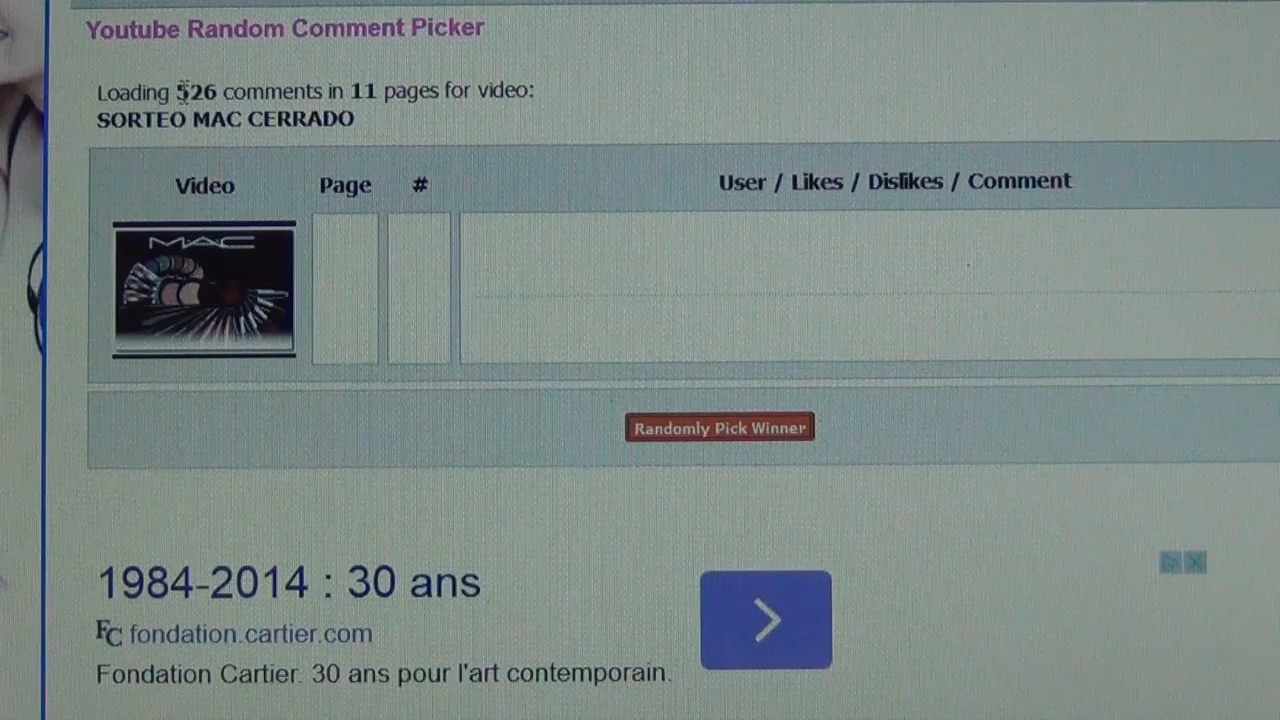 Youtube Random Comment Picker
Loading 526 comments in 11 pages for video:
SORTEO MAC CERRADO
Video Page # User / Likes / Dislikes / Comment
MAC
Randomly Pick Winner
1984-2014 : 30 ans
FC fondation.cartier.com
Fondation Cartier. 30 ans pour l'art contemporain.